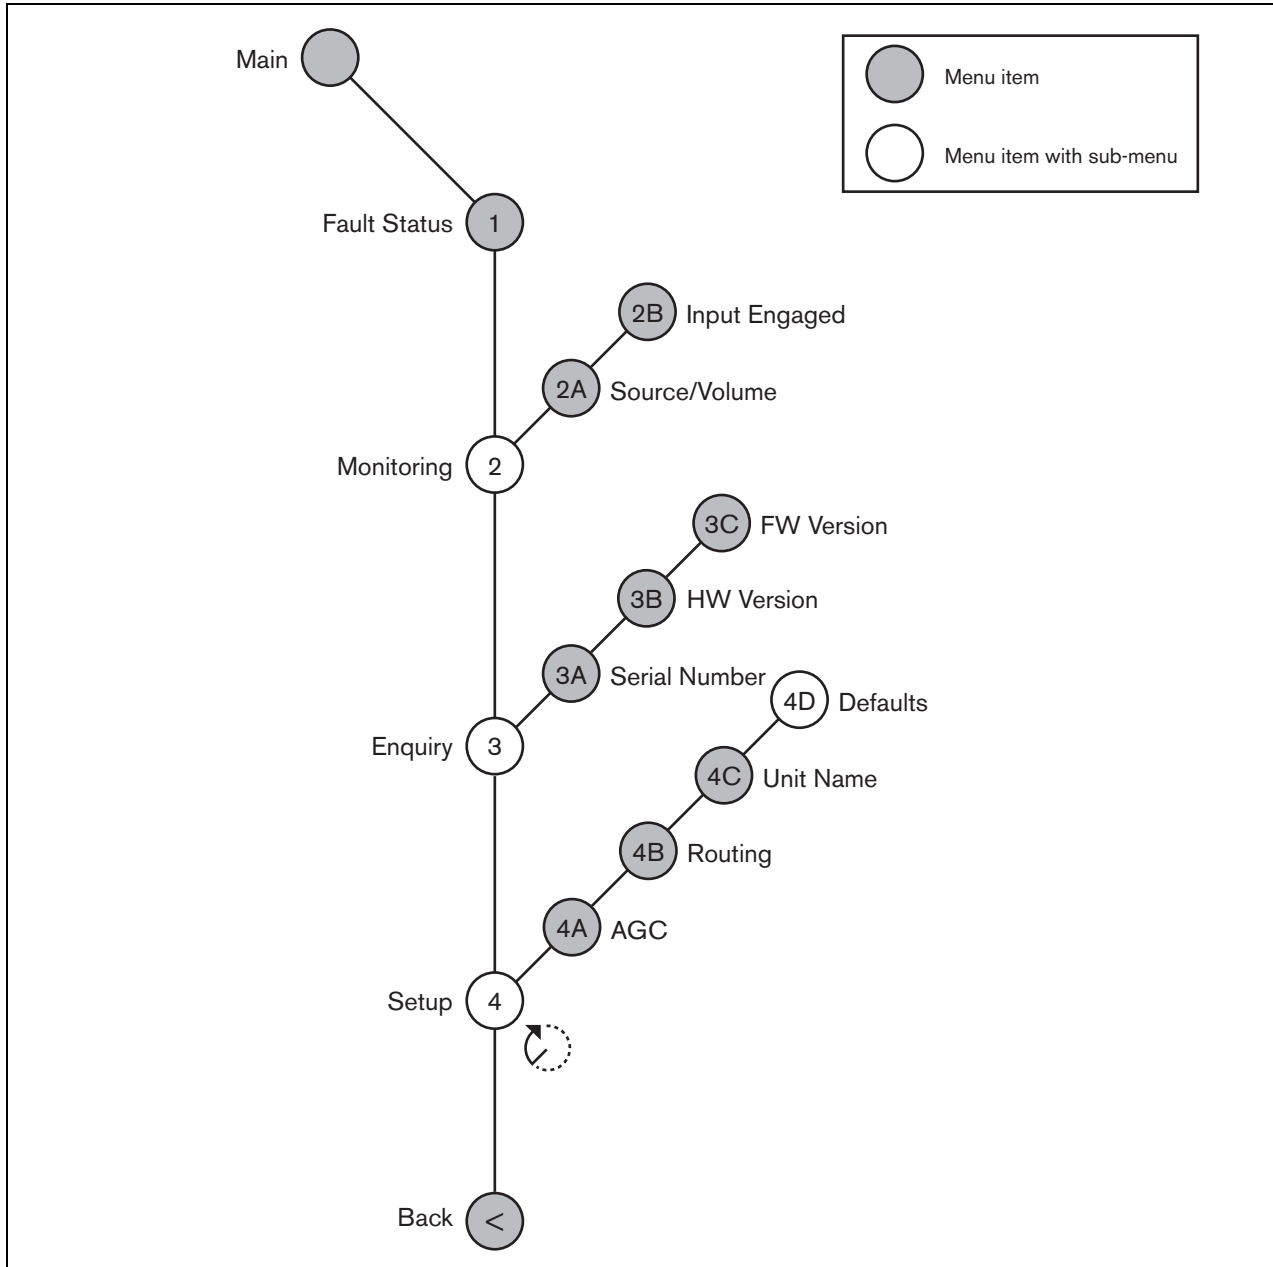 Main
Menu item
Menu item with sub-menu
Fault Status 1
2B Input Engaged
2A Source/Volume
Monitoring 2
3C FW Version
3B HW Version
3A Serial Number
4D Defaults
Enquiry 3
4C Unit Name
4B Routing
4A AGC
Setup 4
Back <